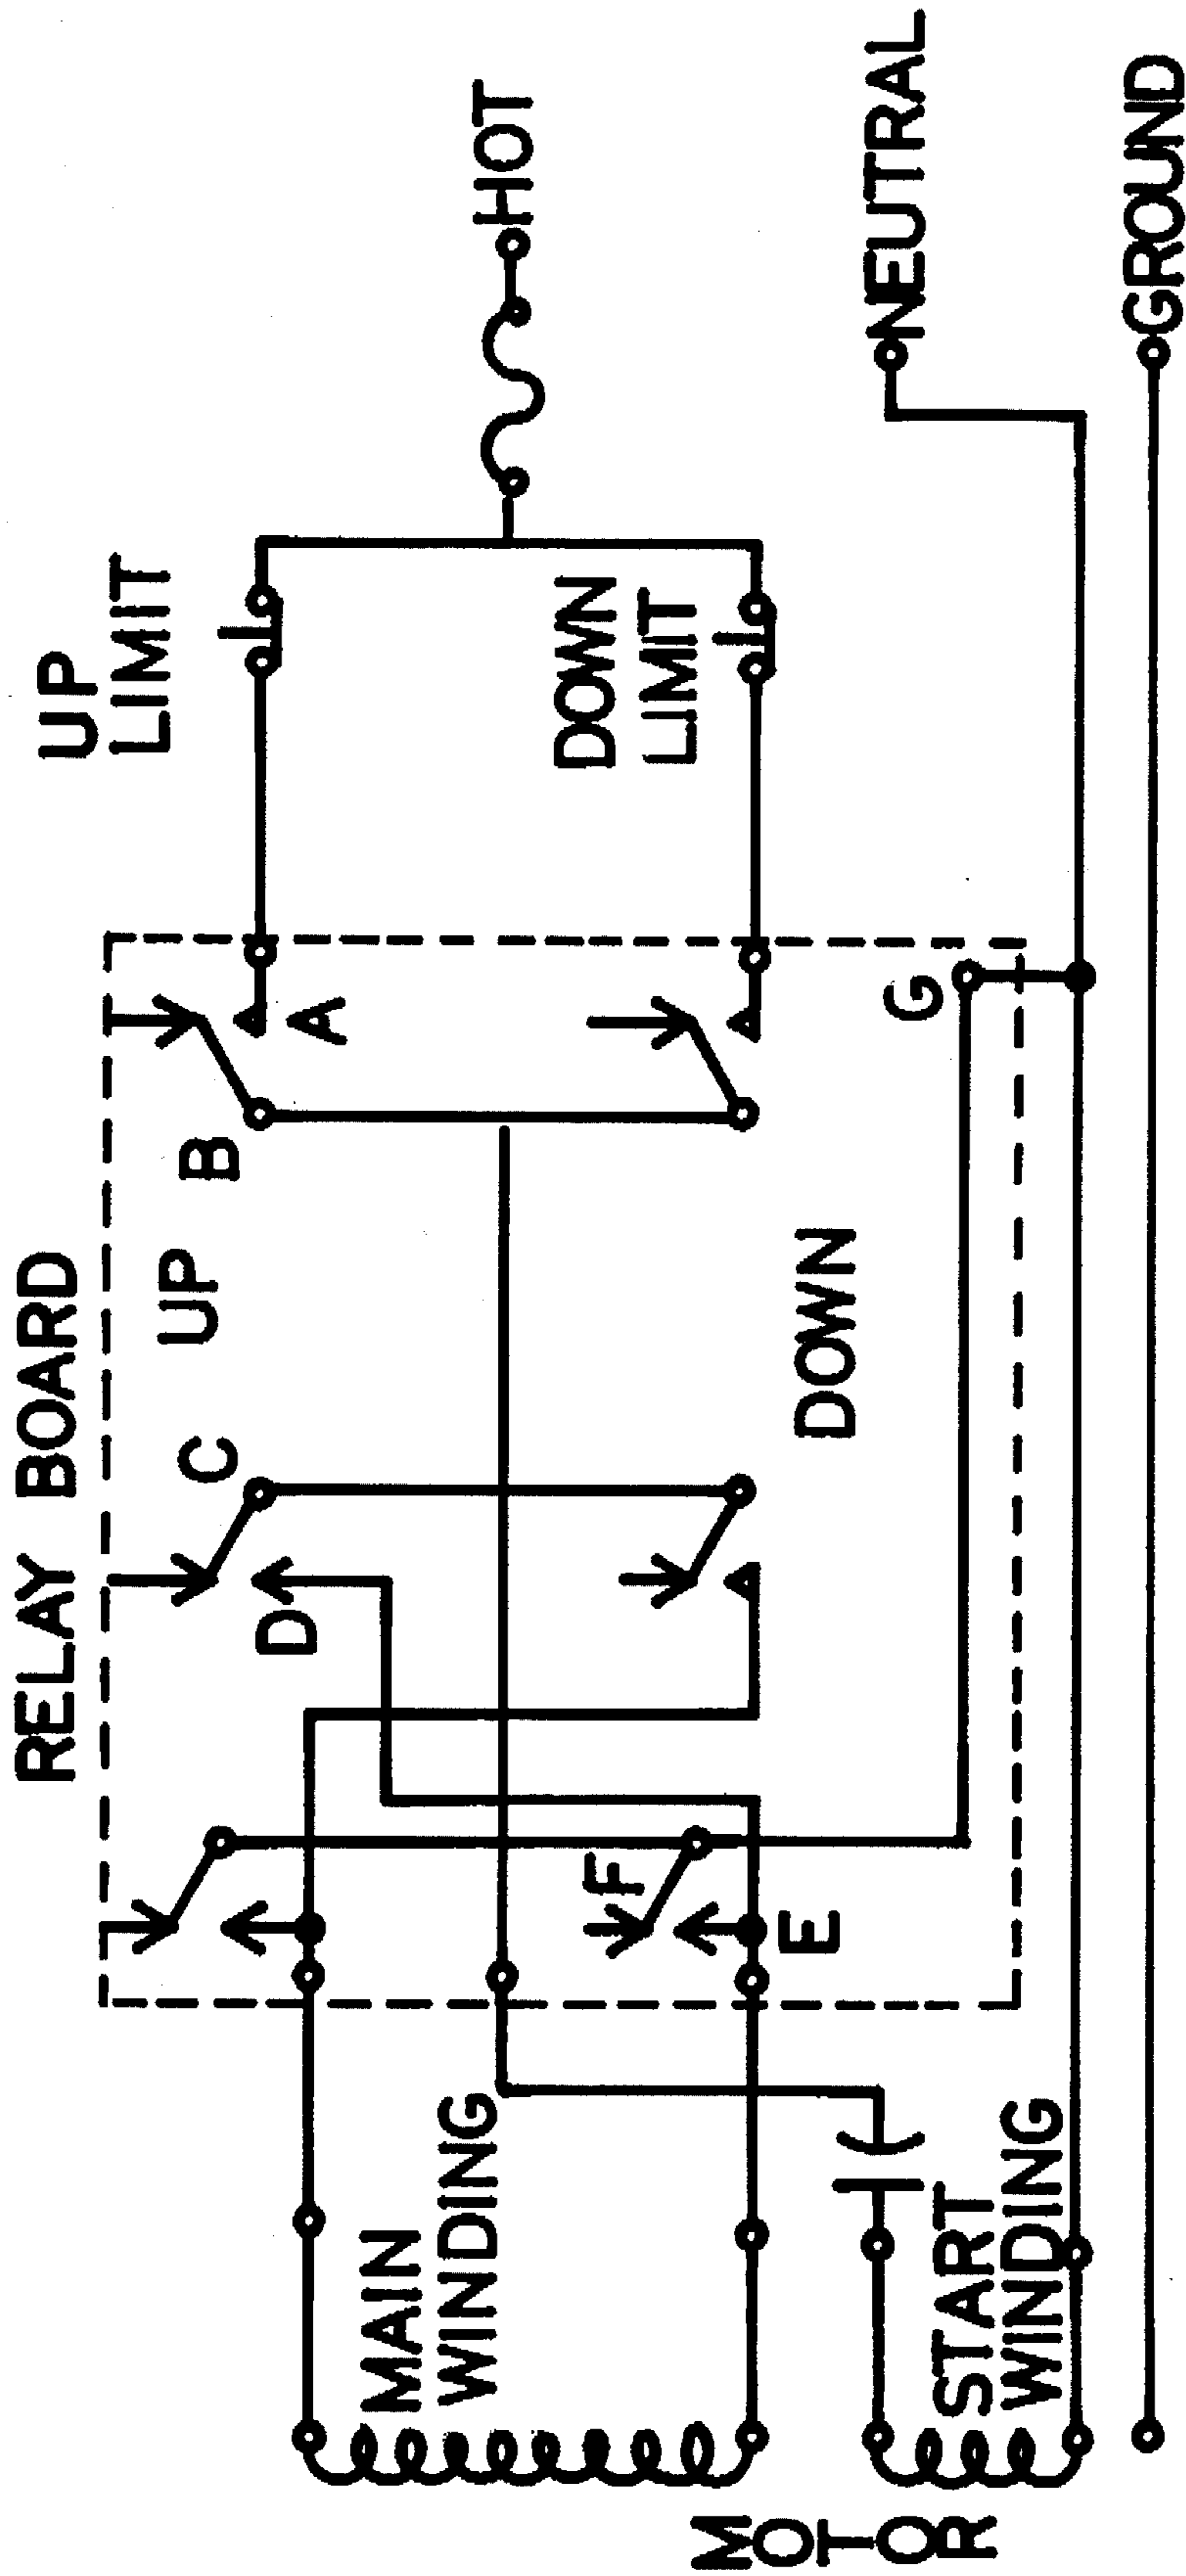 RELAY BOARD
UP
LIMIT
UP
B
A
C
D
HOT
DOWN
LIMIT
MAIN
WINDING
F
E
DOWN
G
NEUTRAL
START
WINDING
MOTOR
GROUND